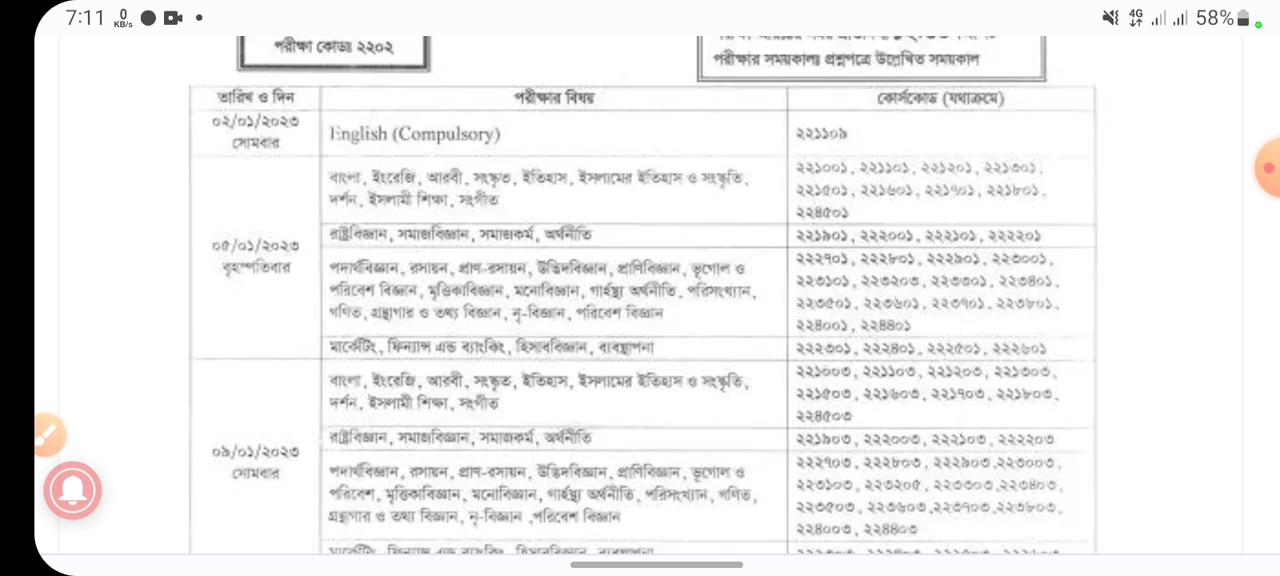 7:11 0 KB/s 4G 58%
পরীক্ষা কোডঃ ২২০২
পরীক্ষার সময়কালঃ প্রশ্নপত্রে উল্লেখিত সময়কাল
তারিখ ও দিন পরীক্ষার বিষয় কোর্সকোড (যথাক্রমে)
০২/০১/২০২৩
সোমবার
English (Compulsory)
২২১১০৯
০৫/০১/২০২৩
বৃহস্পতিবার
বাংলা, ইংরেজি, আরবী, সংস্কৃত, ইতিহাস, ইসলামের ইতিহাস ও সংস্কৃতি,
দর্শন, ইসলামী শিক্ষা, সংগীত
২২১০০১, ২২১১০১, ২২১২০১, ২২১৩০১,
২২১৫০১, ২২১৬০১, ২২১৭০১, ২২১৮০১,
২২৪৫০১
রাষ্ট্রবিজ্ঞান, সমাজবিজ্ঞান, সমাজকর্ম, অর্থনীতি
২২১৯০১, ২২২০০১, ২২২১০১, ২২২২০১
পদার্থবিজ্ঞান, রসায়ন, প্রাণ-রসায়ন, উদ্ভিদবিজ্ঞান, প্রাণিবিজ্ঞান, ভূগোল ও
পরিবেশ বিজ্ঞান, মৃত্তিকাবিজ্ঞান, মনোবিজ্ঞান, গার্হস্থ্য অর্থনীতি, পরিসংখ্যান,
গণিত, গ্রন্থাগার ও তথ্য বিজ্ঞান, নৃ-বিজ্ঞান, পরিবেশ বিজ্ঞান
২২২৭০১, ২২২৮০১, ২২২৯০১, ২২৩০০১,
২২৩১০১, ২২৩২০৩, ২২৩৩০১, ২২৩৪০১,
২২৩৫০১, ২২৩৬০১, ২২৩৭০১, ২২৩৮০১,
২২৪০০১, ২২৪৪০১
মার্কেটিং, ফিন্যান্স এন্ড ব্যাংকিং, হিসাববিজ্ঞান, ব্যবস্থাপনা
২২২৩০১, ২২২৪০১, ২২২৫০১, ২২২৬০১
০৯/০১/২০২৩
সোমবার
বাংলা, ইংরেজি, আরবী, সংস্কৃত, ইতিহাস, ইসলামের ইতিহাস ও সংস্কৃতি,
দর্শন, ইসলামী শিক্ষা, সংগীত
২২১০০৩, ২২১১০৩, ২২১২০৩, ২২১৩০৩,
২২১৫০৩, ২২১৬০৩, ২২১৭০৩, ২২১৮০৩,
২২৪৫০৩
রাষ্ট্রবিজ্ঞান, সমাজবিজ্ঞান, সমাজকর্ম, অর্থনীতি
২২১৯০৩, ২২২০০৩, ২২২১০৩, ২২২২০৩
পদার্থবিজ্ঞান, রসায়ন, প্রাণ-রসায়ন, উদ্ভিদবিজ্ঞান, প্রাণিবিজ্ঞান, ভূগোল ও
পরিবেশ, মৃত্তিকাবিজ্ঞান, মনোবিজ্ঞান, গার্হস্থ্য অর্থনীতি, পরিসংখ্যান, গণিত,
গ্রন্থাগার ও তথ্য বিজ্ঞান, নৃ-বিজ্ঞান ,পরিবেশ বিজ্ঞান
২২২৭০৩, ২২২৮০৩, ২২২৯০৩ ,২২৩০০৩,
২২৩১০৩, ২২৩২০৫, ২২৩৩০৩ ,২২৩৪০৩,
২২৩৫০৩, ২২৩৬০৩ ,২২৩৭০৩ ,২২৩৮০৩,
২২৪০০৩, ২২৪৪০৩